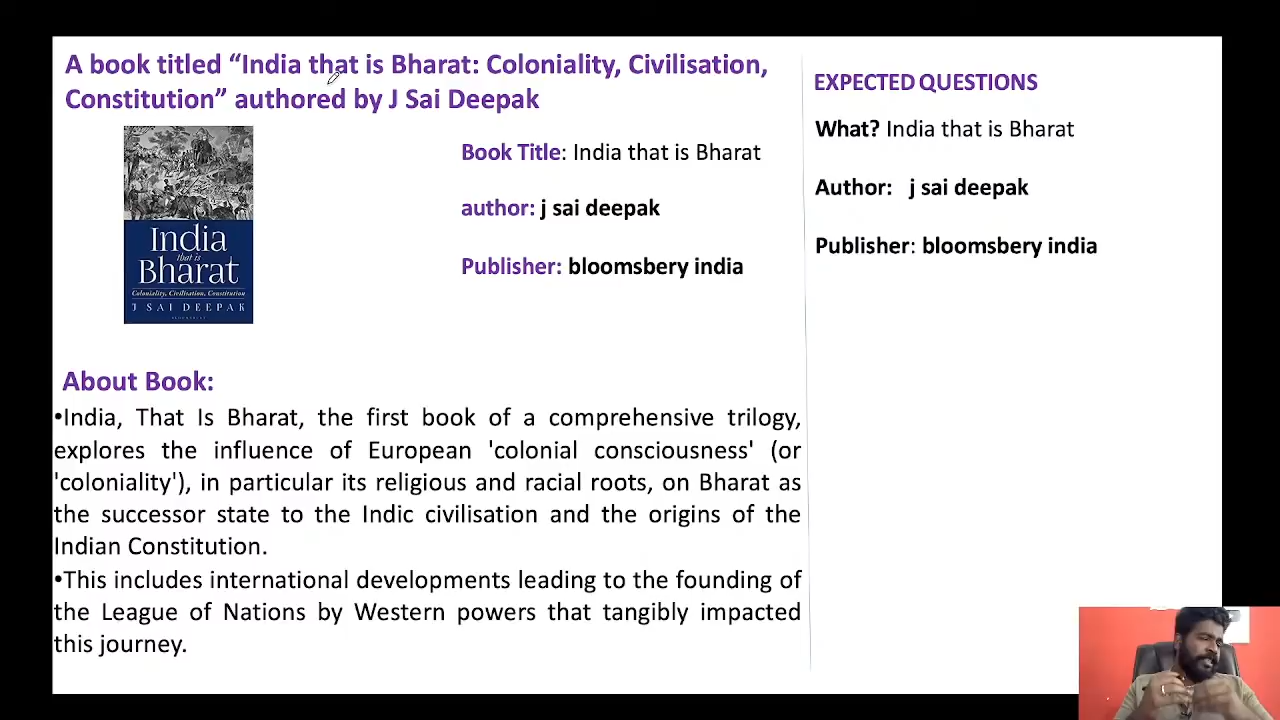 A book titled “India that is Bharat: Coloniality, Civilisation,
Constitution” authored by J Sai Deepak
India
that is
Bharat
Coloniality, Civilisation, Constitution
J SAI DEEPAK
BLOOMSBURY
Book Title: India that is Bharat
author: j sai deepak
Publisher: bloomsbery india
About Book:
•India, That Is Bharat, the first book of a comprehensive trilogy,
explores the influence of European 'colonial consciousness' (or
'coloniality'), in particular its religious and racial roots, on Bharat as
the successor state to the Indic civilisation and the origins of the
Indian Constitution.
•This includes international developments leading to the founding of
the League of Nations by Western powers that tangibly impacted
this journey.
EXPECTED QUESTIONS
What? India that is Bharat
Author: j sai deepak
Publisher: bloomsbery india